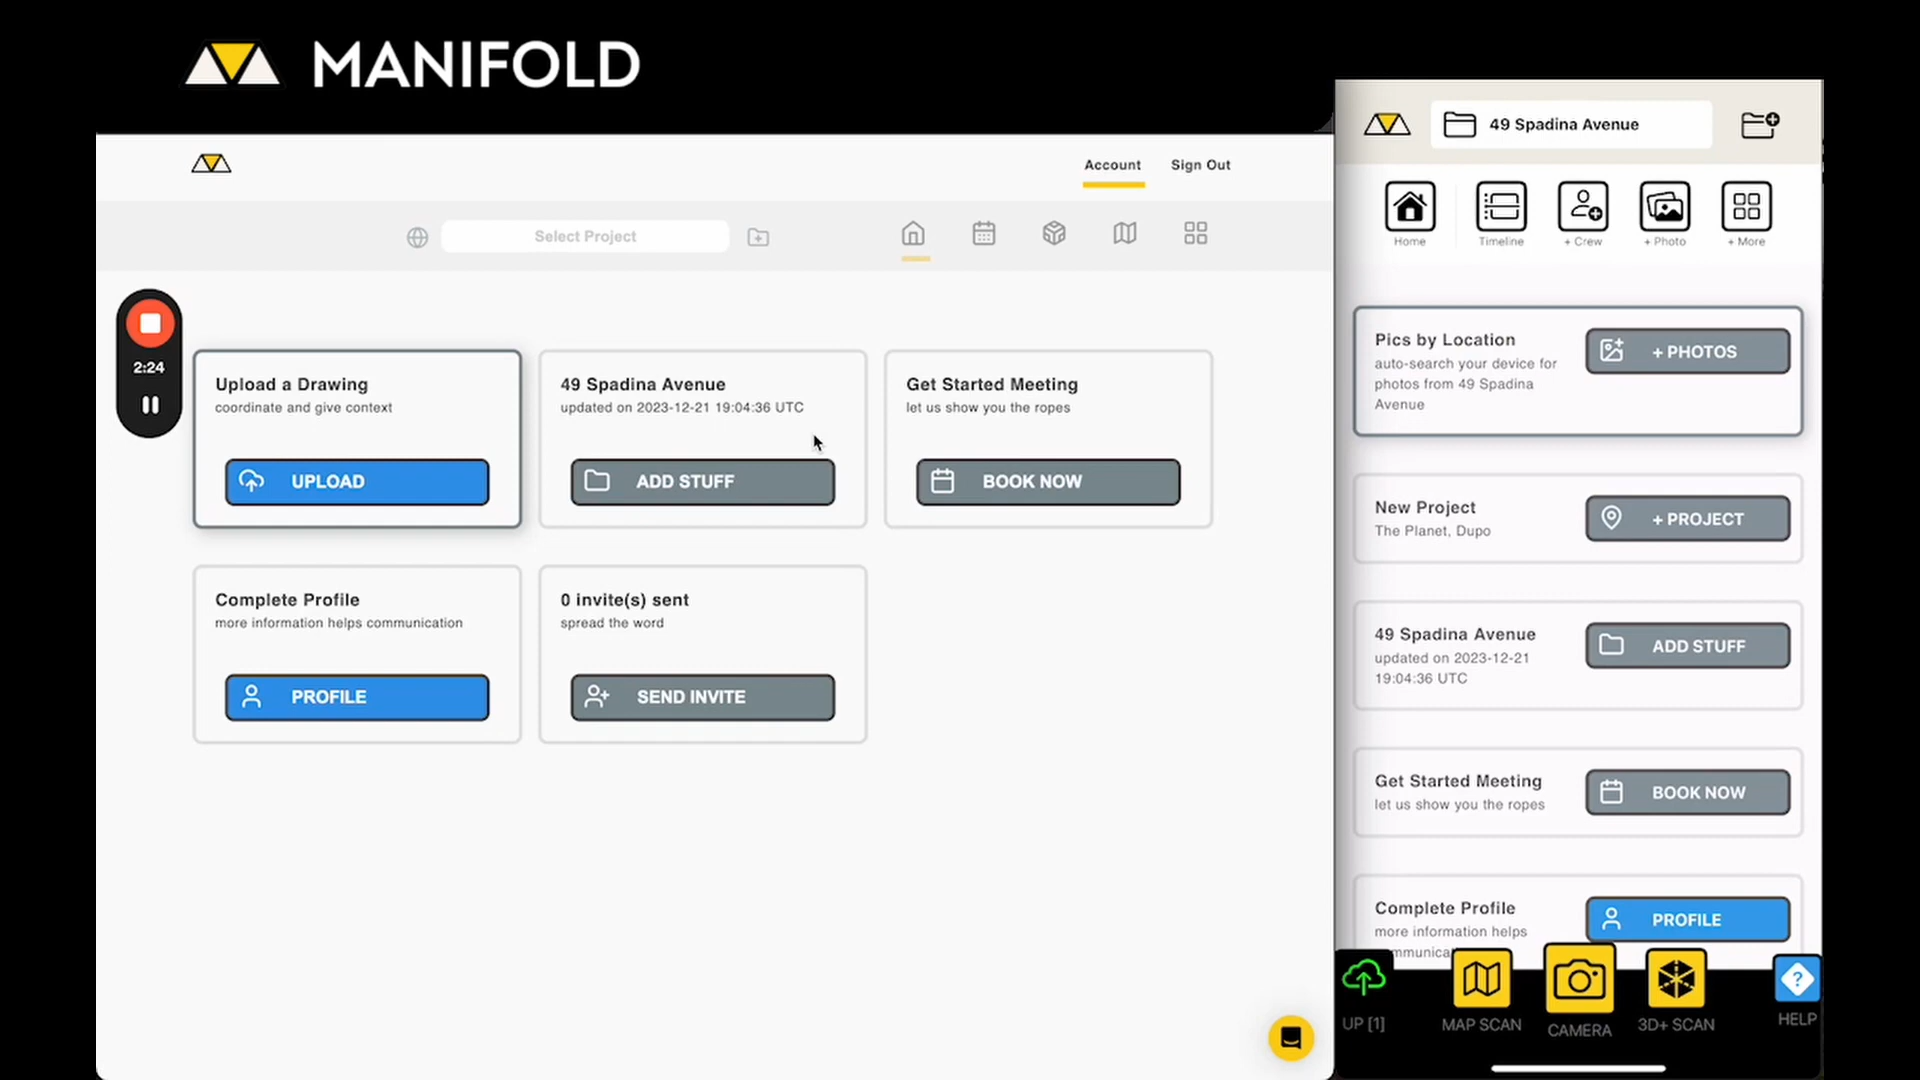 MANIFOLD
Account
Sign Out
Select Project
2:24
Upload a Drawing
coordinate and give context
UPLOAD
49 Spadina Avenue
updated on 2023-12-21 19:04:36 UTC
ADD STUFF
Get Started Meeting
let us show you the ropes
BOOK NOW
Complete Profile
more information helps communication
PROFILE
0 invite(s) sent
spread the word
SEND INVITE
49 Spadina Avenue
Home
Timeline
+ Crew
+ Photo
+ More
Pics by Location
auto-search your device for
photos from 49 Spadina
Avenue
+ PHOTOS
New Project
The Planet, Dupo
+ PROJECT
49 Spadina Avenue
updated on 2023-12-21
19:04:36 UTC
ADD STUFF
Get Started Meeting
let us show you the ropes
BOOK NOW
Complete Profile
more information helps
PROFILE
UP [1]
MAP SCAN
CAMERA
3D+ SCAN
?
HELP